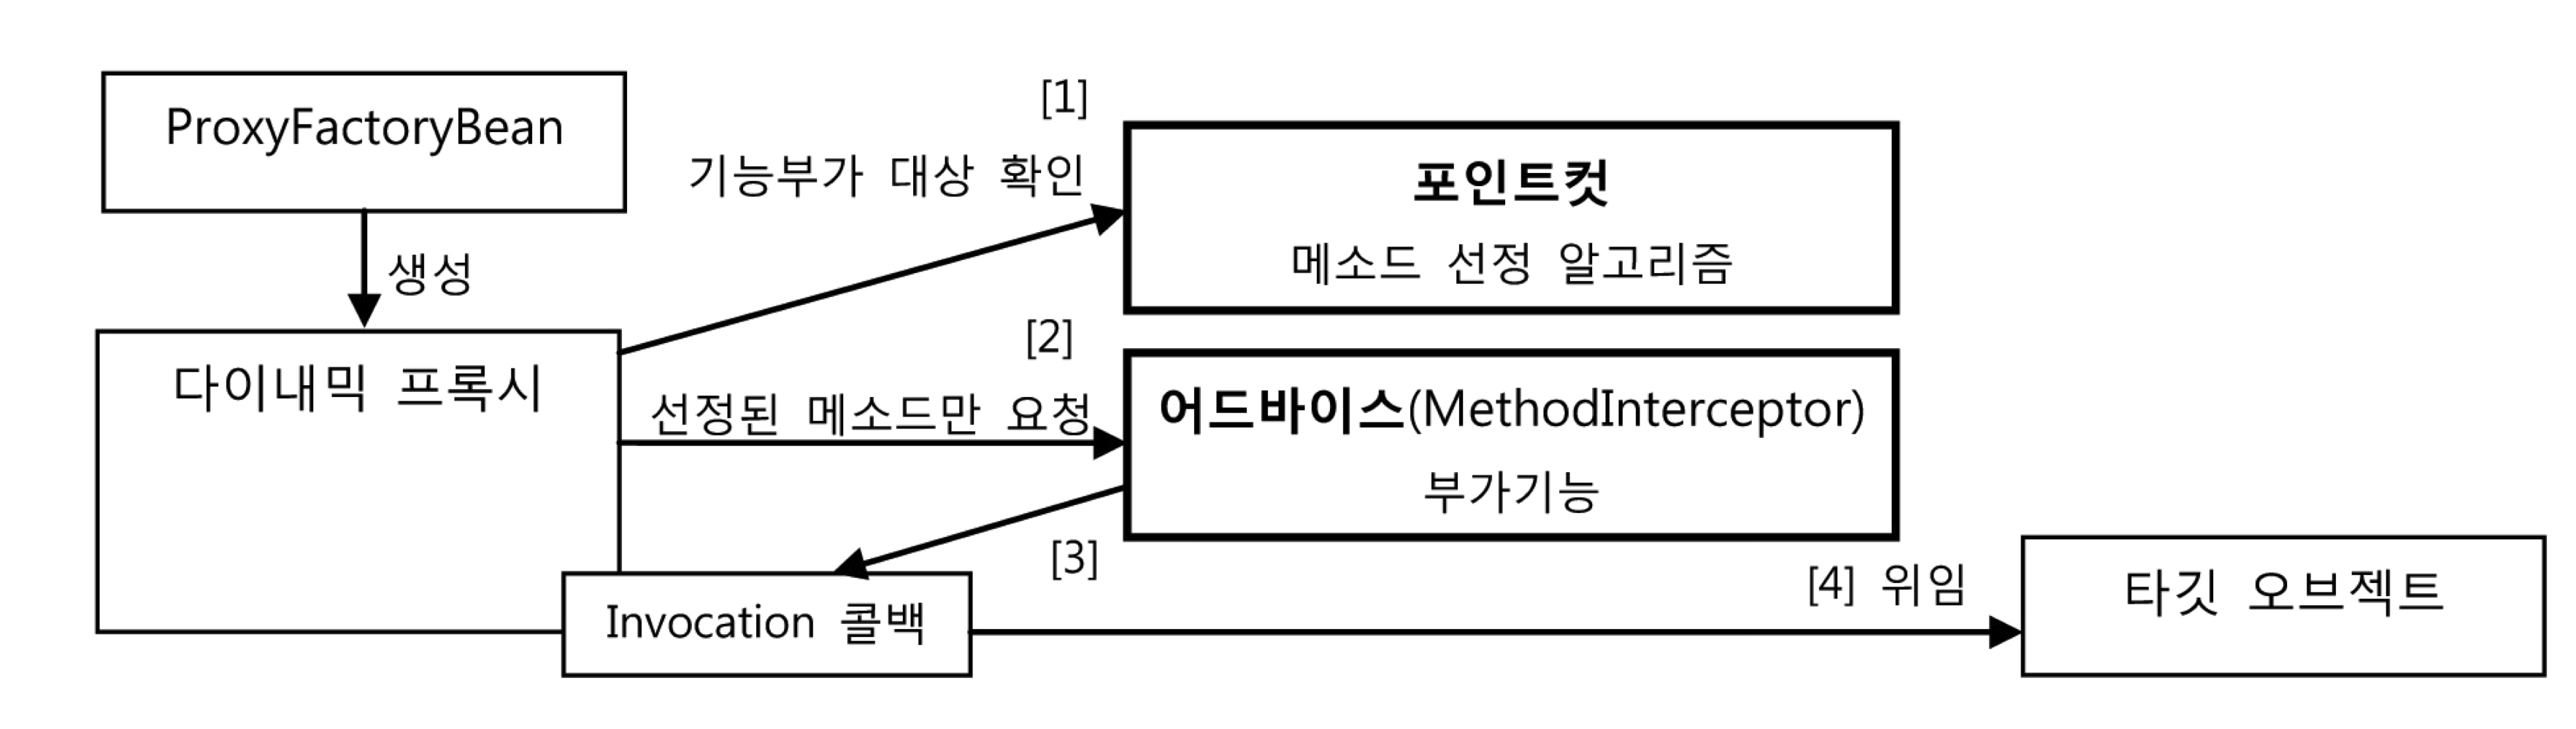 ProxyFactoryBean
생성
다이내믹 프록시
[1]
기능부가 대상 확인
포인트컷
메소드 선정 알고리즘
[2]
선정된 메소드만 요청
어드바이스(MethodInterceptor)
부가기능
[3]
Invocation 콜백
[4] 위임
타깃 오브젝트